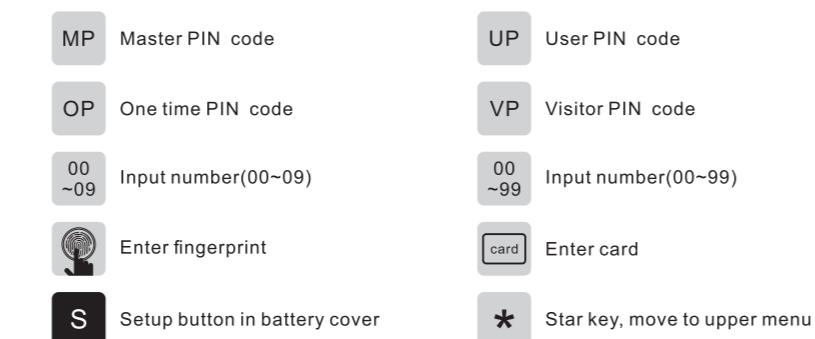 MP Master PIN code
UP User PIN code
OP One time PIN code
VP Visitor PIN code
00
~09 Input number(00~09)
00
~99 Input number(00~99)
Enter fingerprint
card Enter card
S Setup button in battery cover
* Star key, move to upper menu